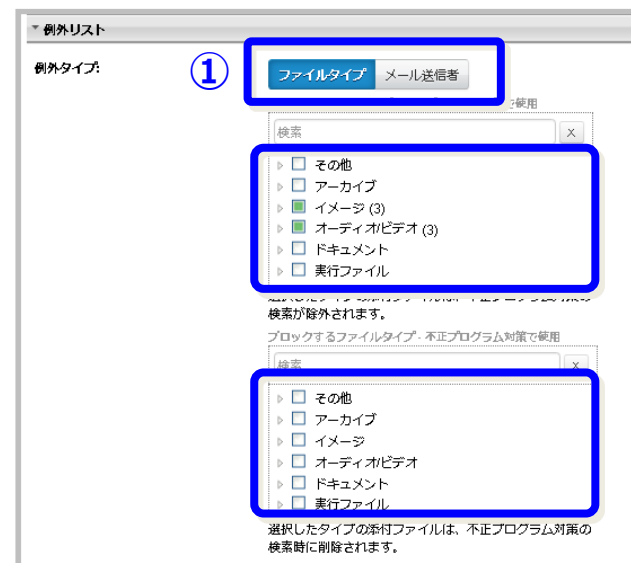 例外リスト
例外タイプ:
①
ファイルタイプ メール送信者
で使用
検索 X
その他
アーカイブ
イメージ (3)
オーディオ/ビデオ (3)
ドキュメント
実行ファイル
検索が除外されます。
ブロックするファイルタイプ - 不正プログラム対策で使用
検索 X
その他
アーカイブ
イメージ
オーディオ/ビデオ
ドキュメント
実行ファイル
選択したタイプの添付ファイルは、不正プログラム対策の
検索時に削除されます。